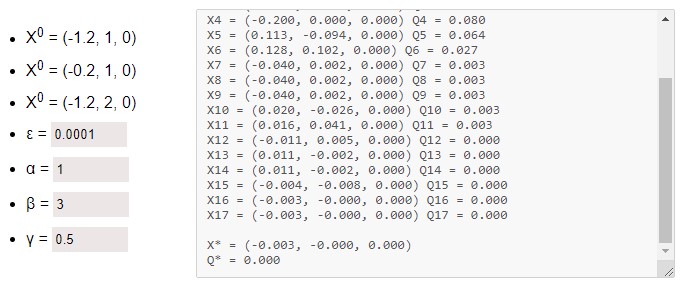 X⁰ = (-1.2, 1, 0)
X⁰ = (-0.2, 1, 0)
X⁰ = (-1.2, 2, 0)
ε = 0.0001
α = 1
β = 3
γ = 0.5
X4 = (-0.200, 0.000, 0.000) Q4 = 0.080
X5 = (0.113, -0.094, 0.000) Q5 = 0.064
X6 = (0.128, 0.102, 0.000) Q6 = 0.027
X7 = (-0.040, 0.002, 0.000) Q7 = 0.003
X8 = (-0.040, 0.002, 0.000) Q8 = 0.003
X9 = (-0.040, 0.002, 0.000) Q9 = 0.003
X10 = (0.020, -0.026, 0.000) Q10 = 0.003
X11 = (0.016, 0.041, 0.000) Q11 = 0.003
X12 = (-0.011, 0.005, 0.000) Q12 = 0.000
X13 = (0.011, -0.002, 0.000) Q13 = 0.000
X14 = (0.011, -0.002, 0.000) Q14 = 0.000
X15 = (-0.004, -0.008, 0.000) Q15 = 0.000
X16 = (-0.003, -0.000, 0.000) Q16 = 0.000
X17 = (-0.003, -0.000, 0.000) Q17 = 0.000
X* = (-0.003, -0.000, 0.000)
Q* = 0.000